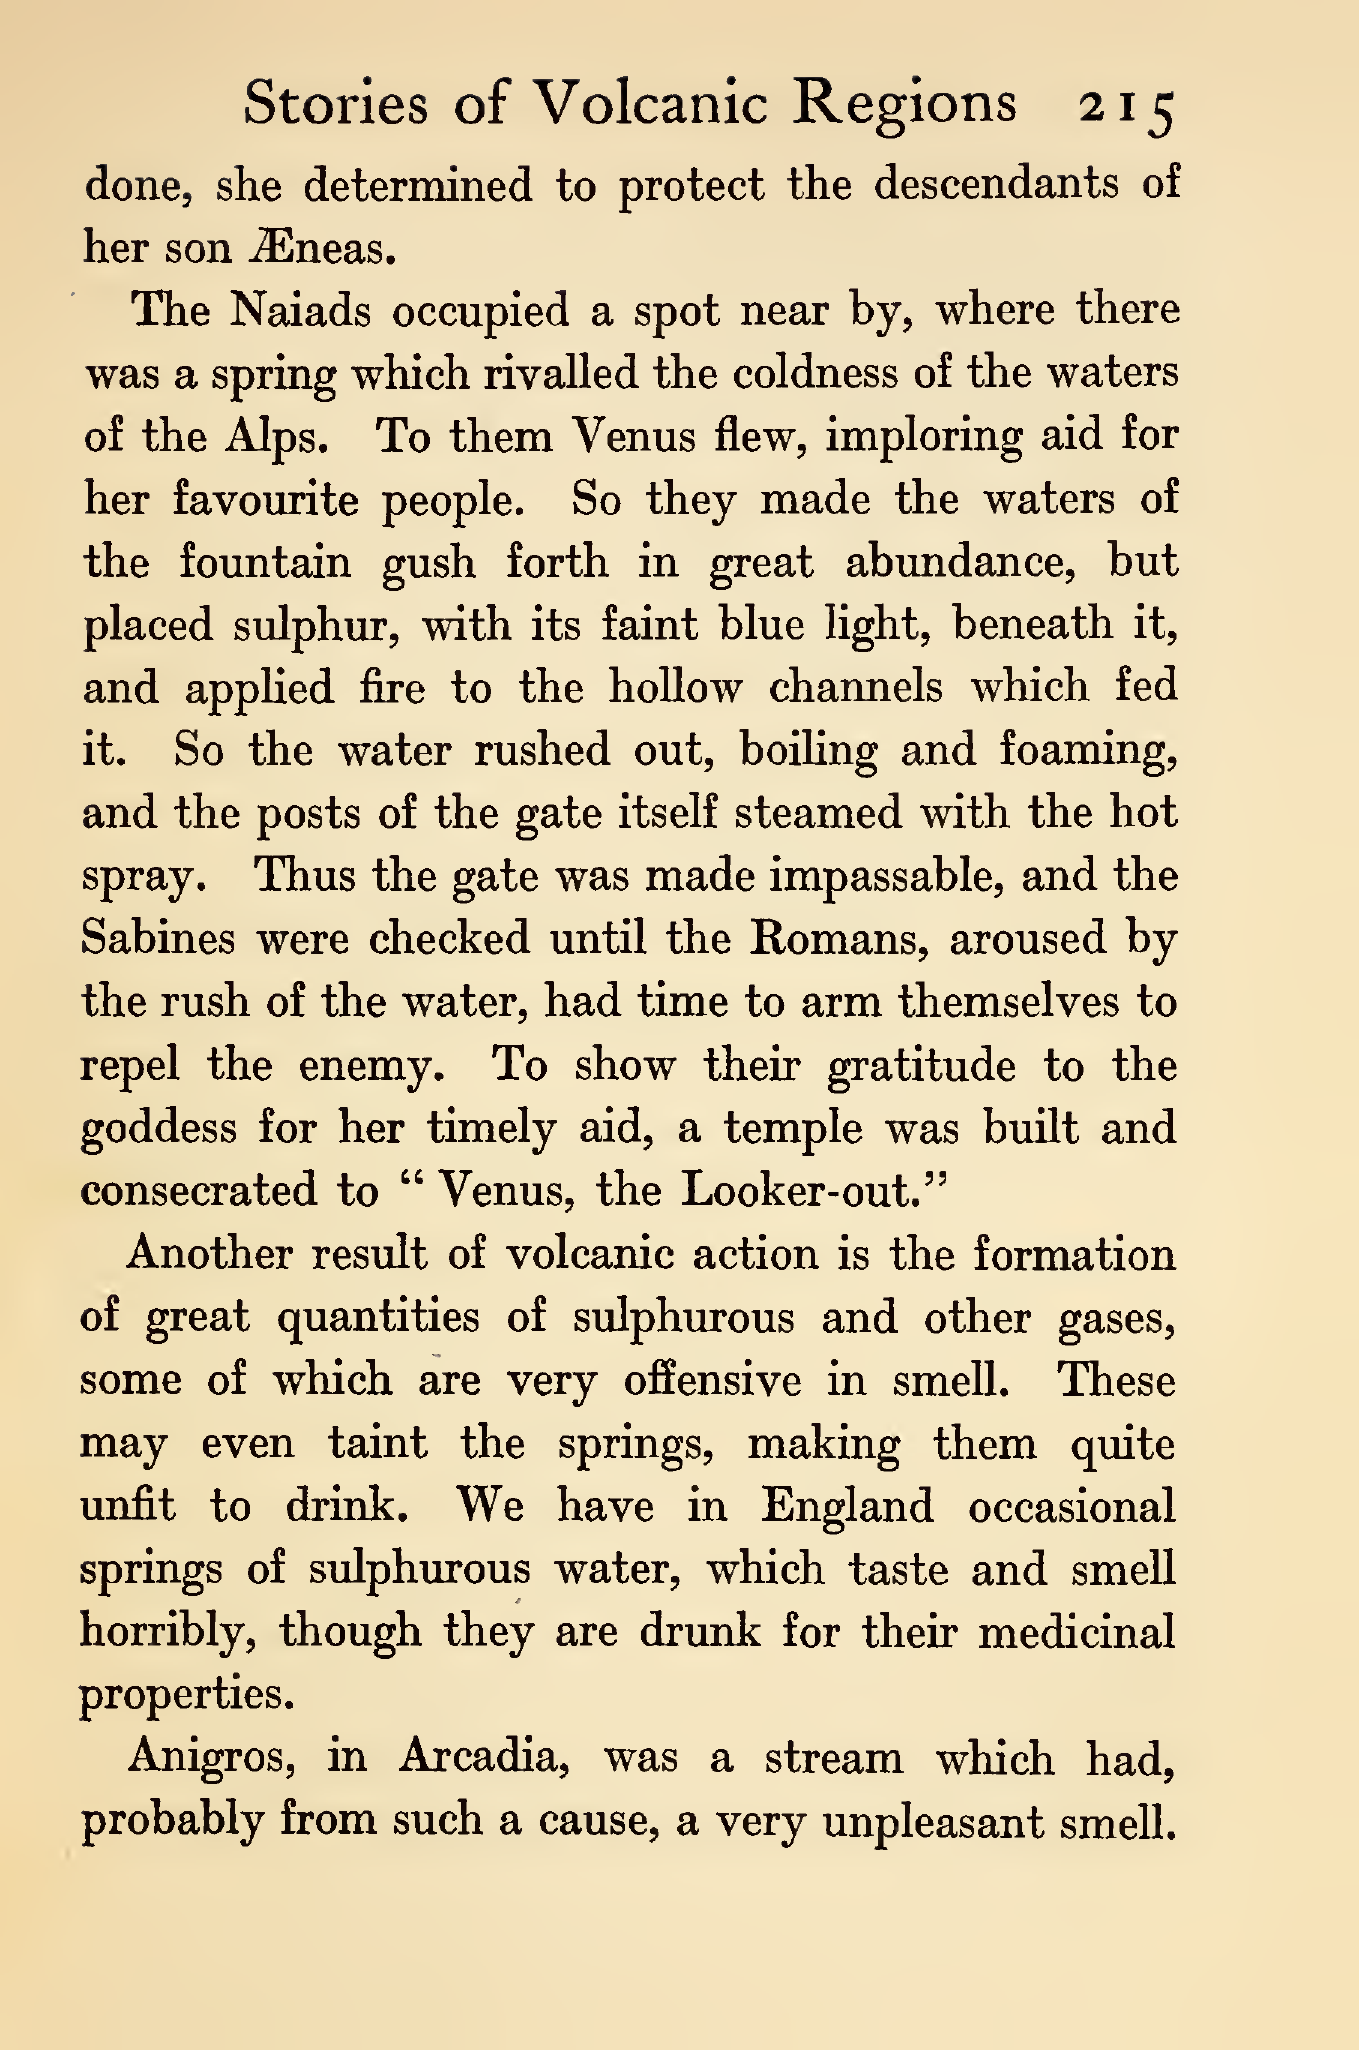 Stories of Volcanic Regions 215
done, she determined to protect the descendants of
her son Æneas.
The Naiads occupied a spot near by, where there
was a spring which rivalled the coldness of the waters
of the Alps. To them Venus flew, imploring aid for
her favourite people. So they made the waters of
the fountain gush forth in great abundance, but
placed sulphur, with its faint blue light, beneath it,
and applied fire to the hollow channels which fed
it. So the water rushed out, boiling and foaming,
and the posts of the gate itself steamed with the hot
spray. Thus the gate was made impassable, and the
Sabines were checked until the Romans, aroused by
the rush of the water, had time to arm themselves to
repel the enemy. To show their gratitude to the
goddess for her timely aid, a temple was built and
consecrated to “ Venus, the Looker-out.”
Another result of volcanic action is the formation
of great quantities of sulphurous and other gases,
some of which are very offensive in smell. These
may even taint the springs, making them quite
unfit to drink. We have in England occasional
springs of sulphurous water, which taste and smell
horribly, though they are drunk for their medicinal
properties.
Anigros, in Arcadia, was a stream which had,
probably from such a cause, a very unpleasant smell.